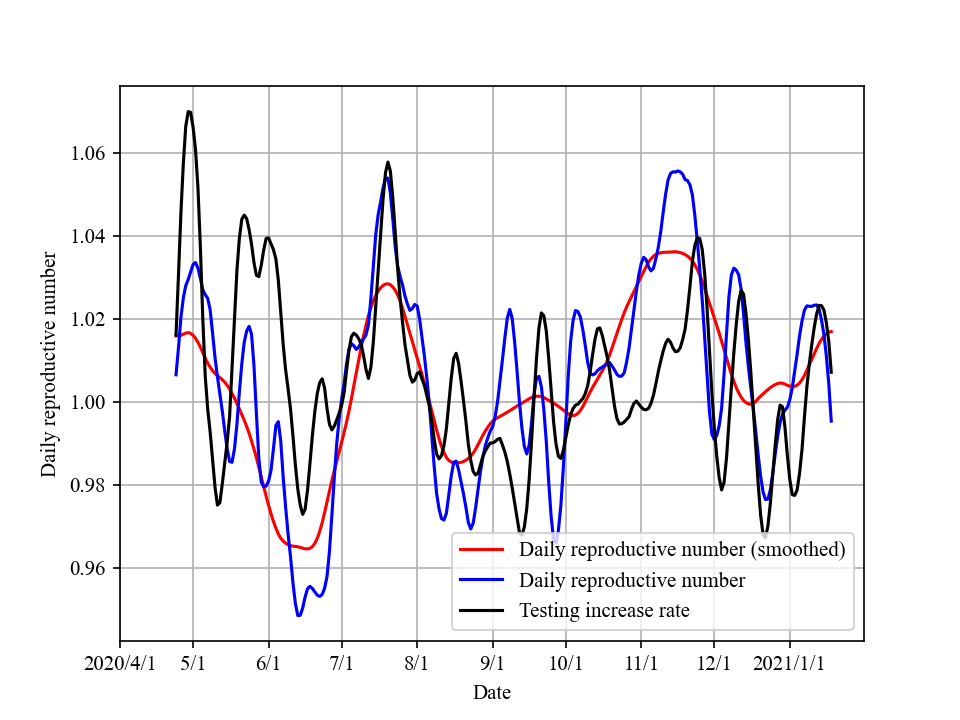 1.06
1.04
1.02
1.00
0.98
0.96
Daily reproductive number
Daily reproductive number (smoothed)
Daily reproductive number
Testing increase rate
2020/4/1 5/1 6/1 7/1 8/1 9/1 10/1 11/1 12/1 2021/1/1
Date